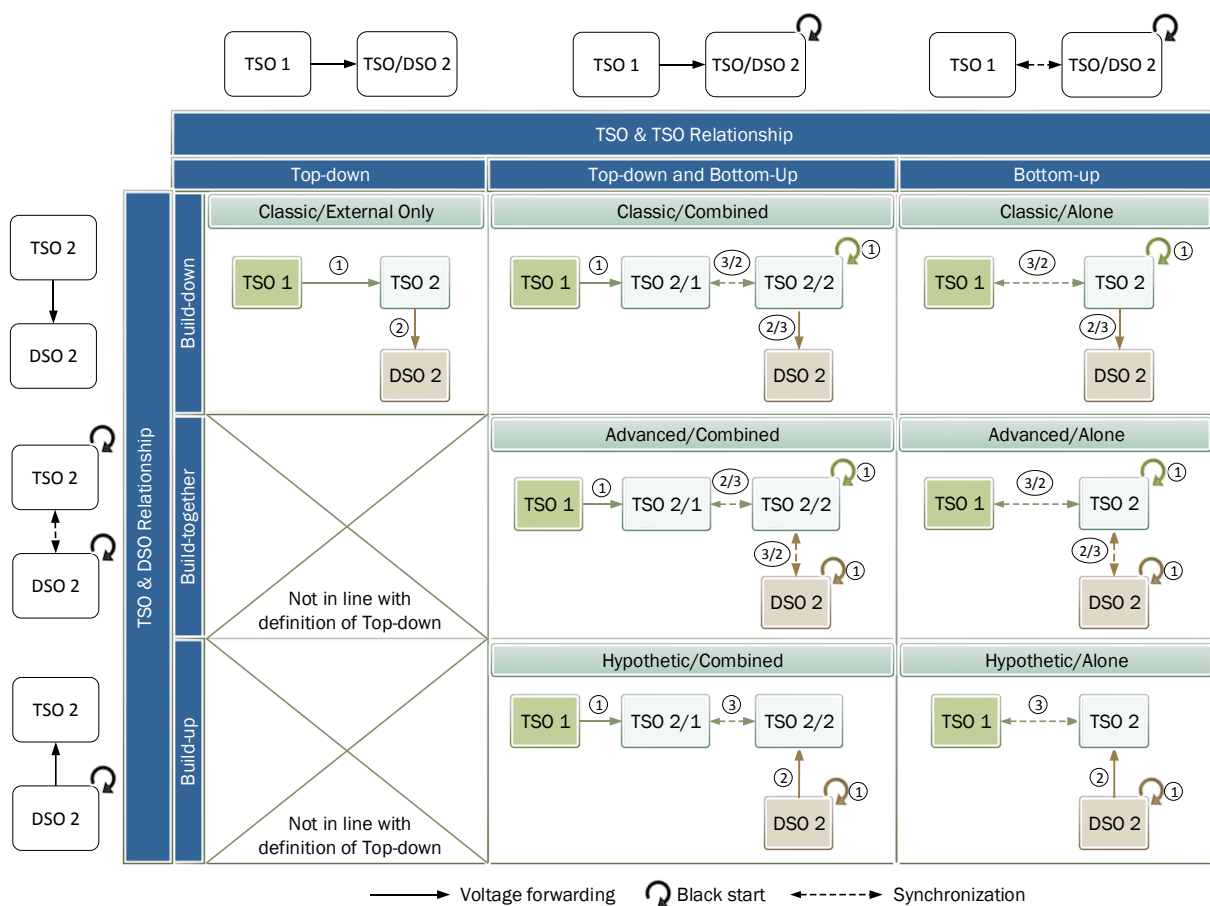 TSO 1
TSO/DSO 2
TSO 1
TSO/DSO 2
TSO 1
TSO/DSO 2
TSO & TSO Relationship
Top-down
Top-down and Bottom-Up
Bottom-up
TSO & DSO Relationship
Build-down
TSO 2
DSO 2
Classic/External Only
TSO 1
1
TSO 2
2
DSO 2
Classic/Combined
TSO 1
1
TSO 2/1
3/2
TSO 2/2
1
2/3
DSO 2
Classic/Alone
TSO 1
3/2
TSO 2
1
2/3
DSO 2
Build-together
TSO 2
DSO 2
Not in line with
definition of Top-down
Advanced/Combined
TSO 1
1
TSO 2/1
2/3
TSO 2/2
1
3/2
DSO 2
1
Advanced/Alone
TSO 1
3/2
TSO 2
1
2/3
DSO 2
1
Build-up
TSO 2
DSO 2
Not in line with
definition of Top-down
Hypothetic/Combined
TSO 1
1
TSO 2/1
3
TSO 2/2
2
DSO 2
1
Hypothetic/Alone
TSO 1
3
TSO 2
2
DSO 2
1
Voltage forwarding
Black start
Synchronization